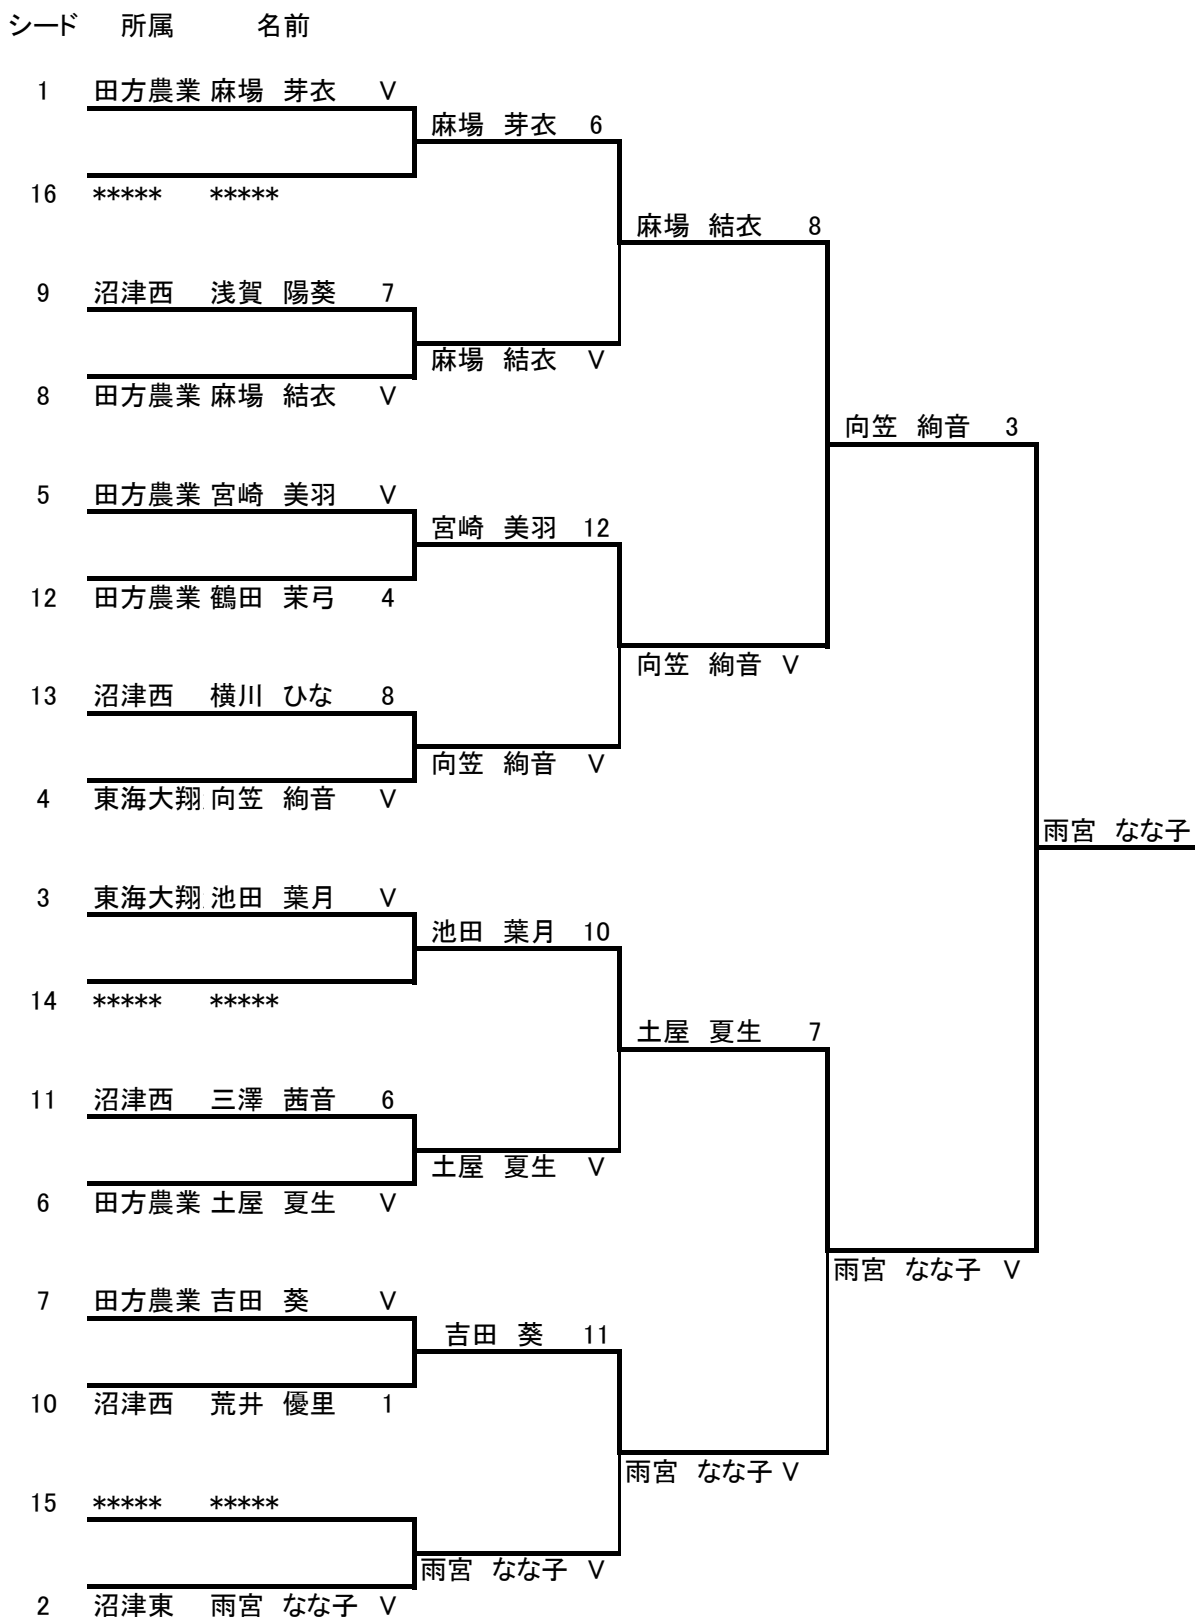 シード 所属 名前
1 田方農業 麻場 芽衣 V
麻場 芽衣 6
16 ***** *****
麻場 結衣 8
9 沼津西 浅賀 陽葵 7
麻場 結衣 V
8 田方農業 麻場 結衣 V
向笠 絢音 3
5 田方農業 宮崎 美羽 V
宮崎 美羽 12
12 田方農業 鶴田 茉弓 4
向笠 絢音 V
13 沼津西 横川 ひな 8
向笠 絢音 V
4 東海大翔 向笠 絢音 V
雨宮 なな子
3 東海大翔 池田 葉月 V
池田 葉月 10
14 ***** *****
土屋 夏生 7
11 沼津西 三澤 茜音 6
土屋 夏生 V
6 田方農業 土屋 夏生 V
雨宮 なな子 V
7 田方農業 吉田 葵 V
吉田 葵 11
10 沼津西 荒井 優里 1
雨宮 なな子 V
15 ***** *****
雨宮 なな子 V
2 沼津東 雨宮 なな子 V